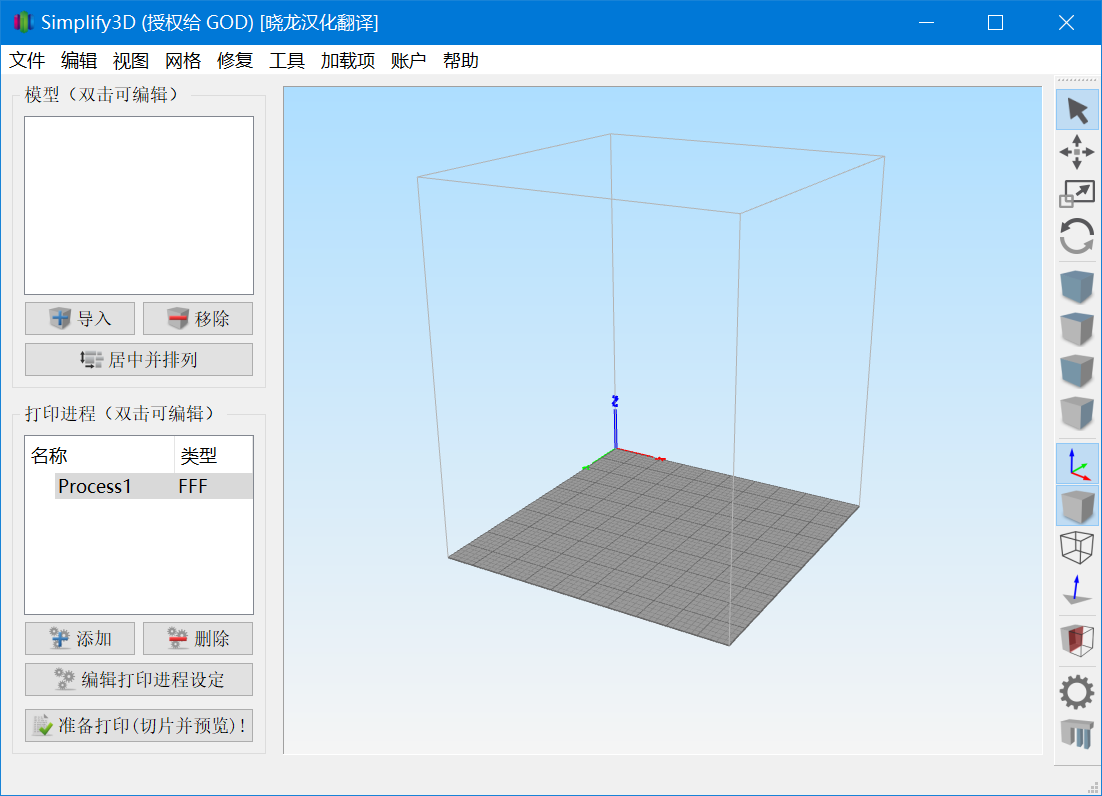 Simplify3D (授权给 GOD) [晓龙汉化翻译]
文件 编辑 视图 网格 修复 工具 加载项 账户 帮助
模型（双击可编辑）
导入 移除
居中并排列
打印进程（双击可编辑）
名称 类型
Process1 FFF
添加 删除
编辑打印进程设定
准备打印(切片并预览)!